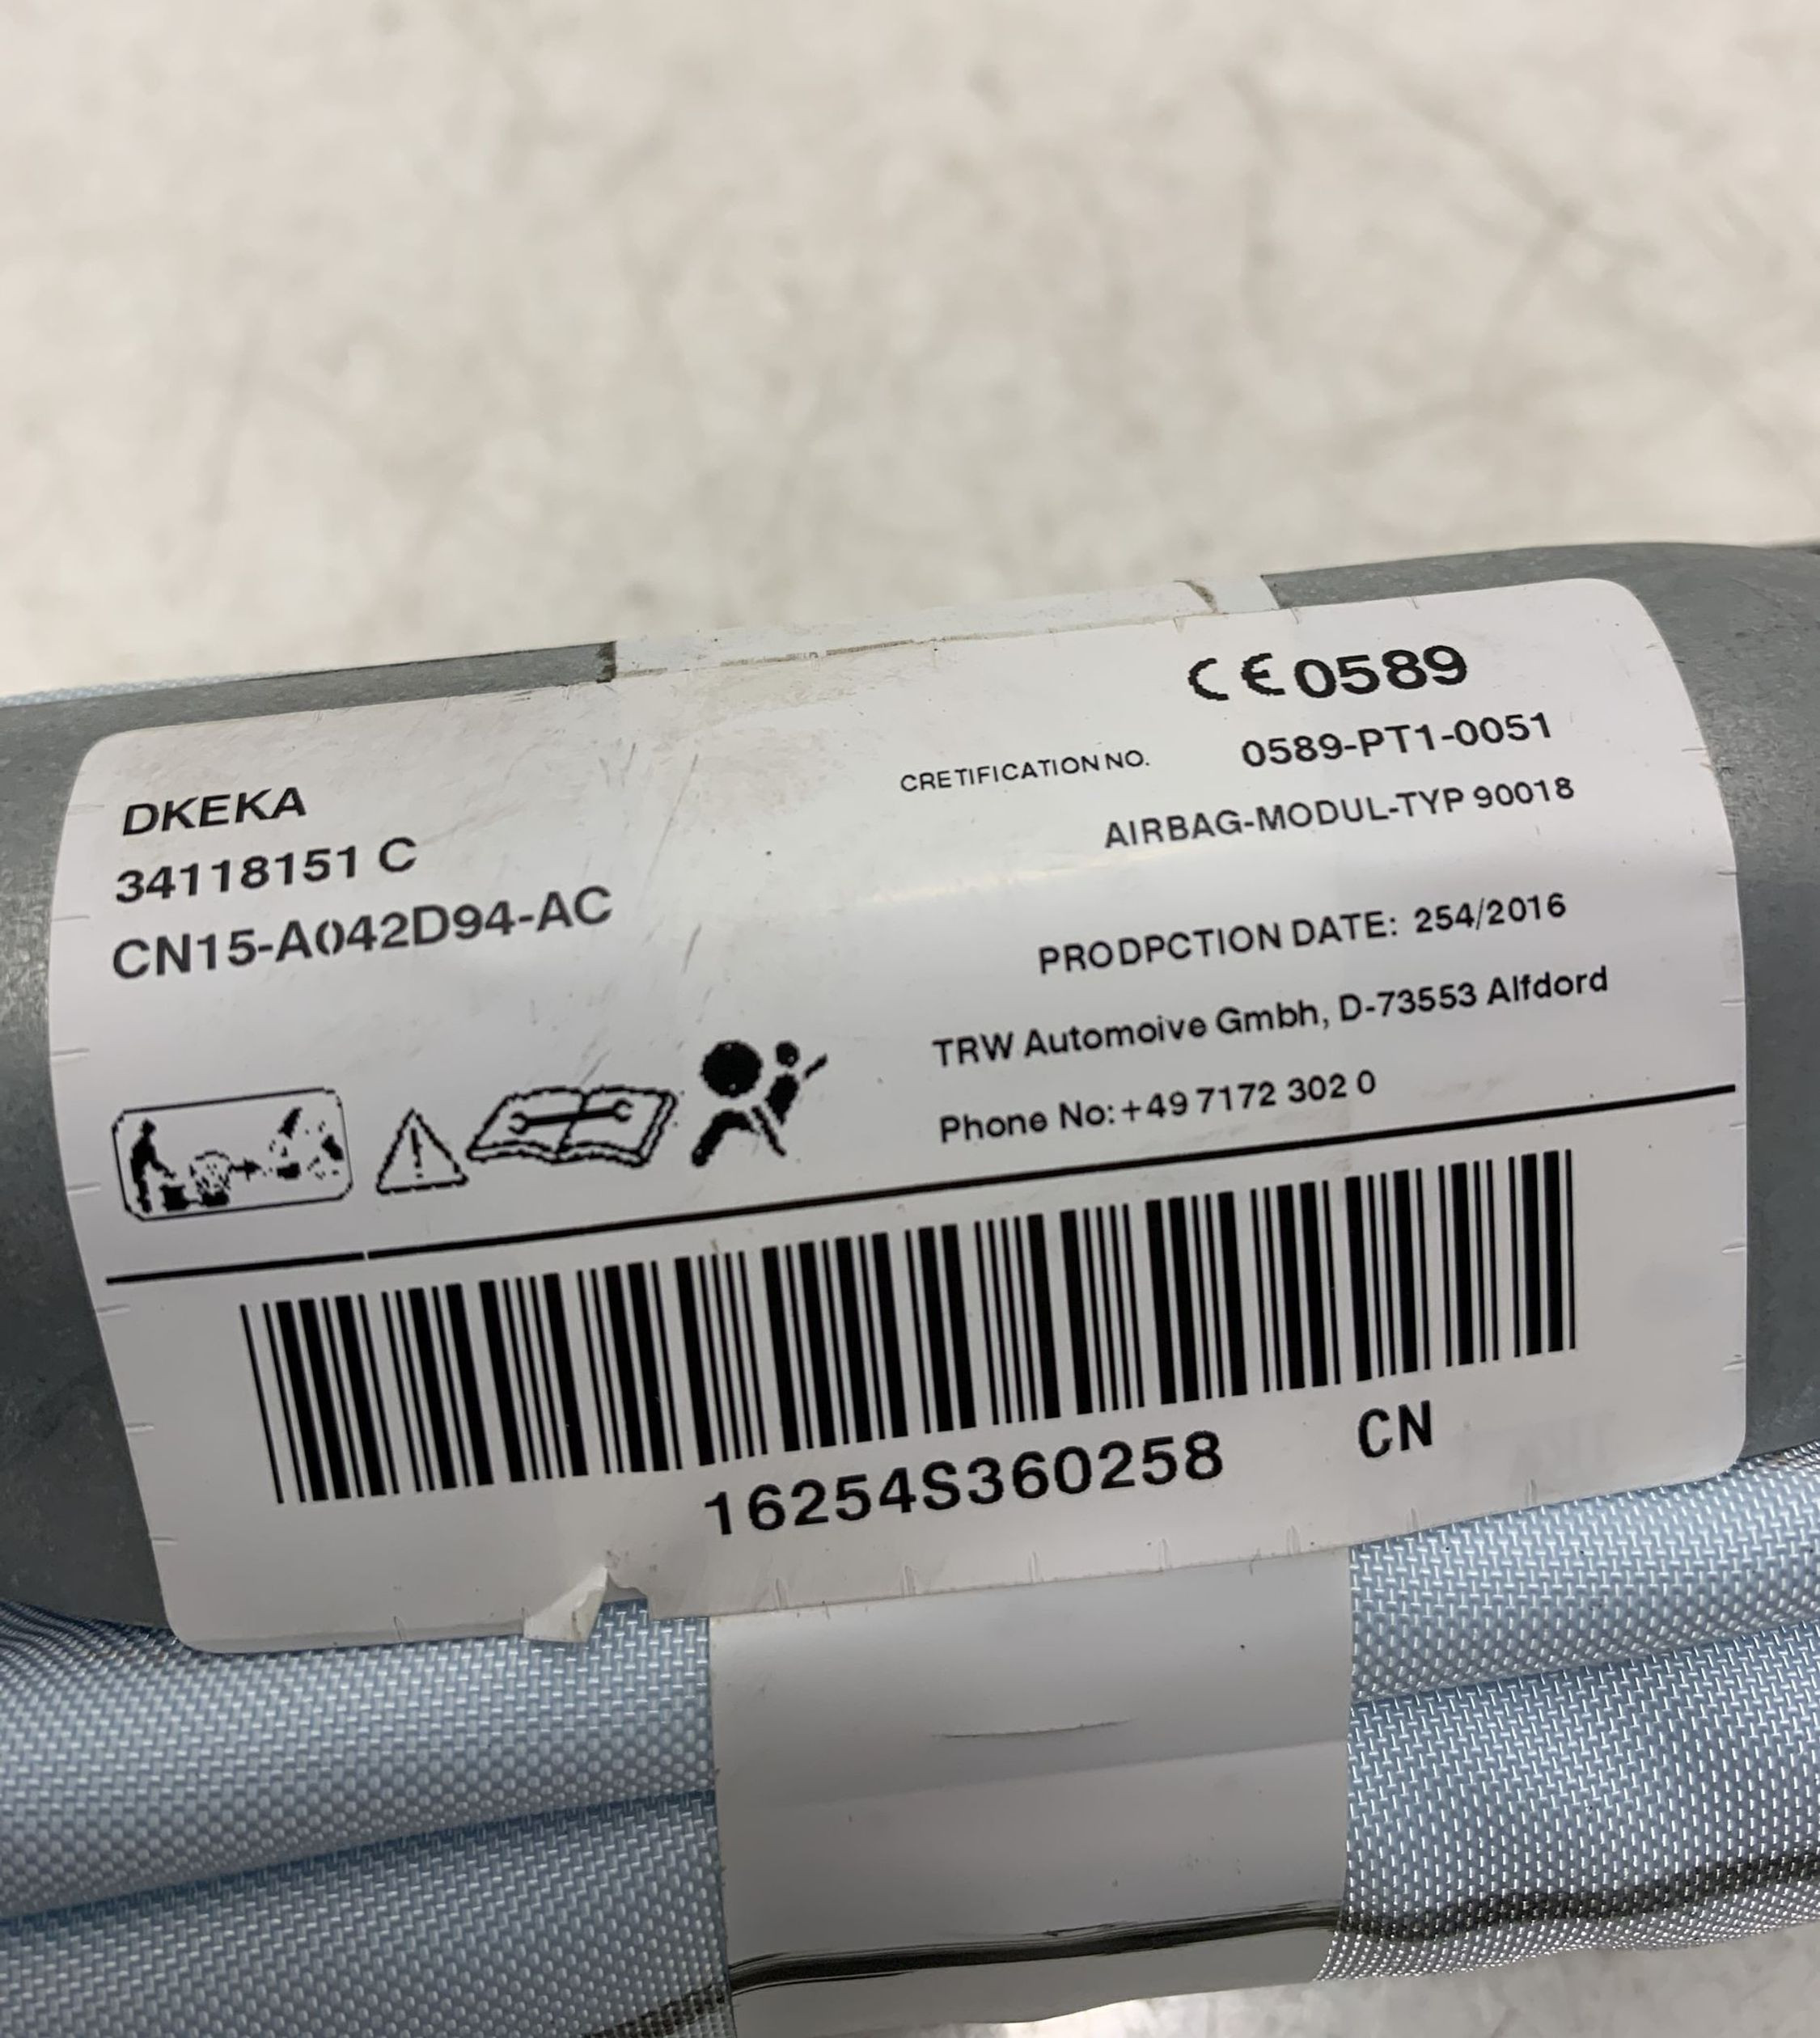 DKEKA
34118151 C
CN15-A042D94-AC
CE0589
CRETIFICATION NO. 0589-PT1-0051
AIRBAG-MODUL-TYP 90018
PRODPCTION DATE: 254/2016
TRW Automoive Gmbh, D-73553 Alfdord
Phone No:+49 7172 302 0
16254S360258 CN